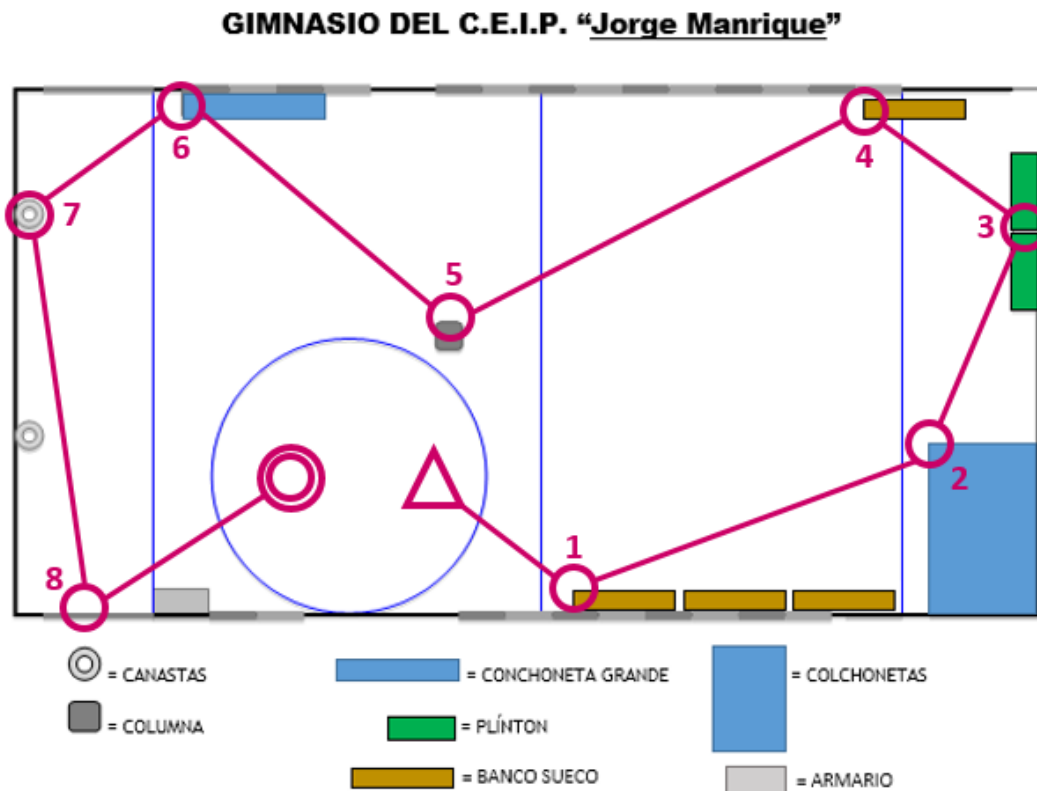 GIMNASIO DEL C.E.I.P. “Jorge Manrique”
6
4
7
3
5
2
1
8
= CANASTAS
= CONCHONETA GRANDE
= COLCHONETAS
= COLUMNA
= PLÍNTON
= BANCO SUECO
= ARMARIO